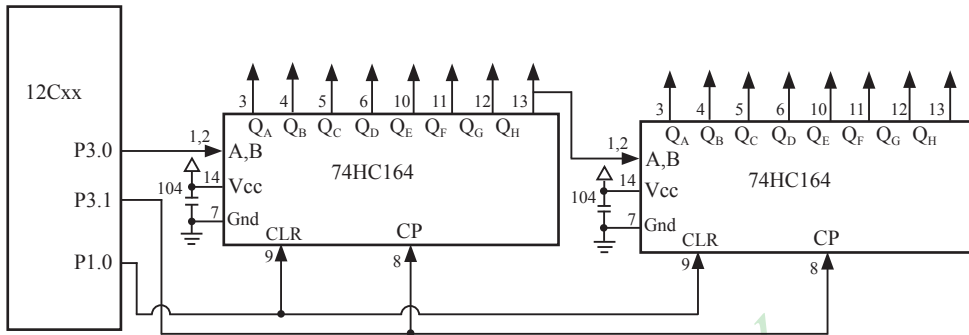 12Cxx
P3.0
P3.1
P1.0
3 4 5 6 10 11 12 13
QA QB QC QD QE QF QG QH
1,2
A,B
74HC164
14
Vcc
104
7
Gnd
CLR
CP
9
8
3 4 5 6 10 11 12 13
QA QB QC QD QE QF QG QH
1,2
A,B
74HC164
14
Vcc
104
7
Gnd
CLR
CP
9
8